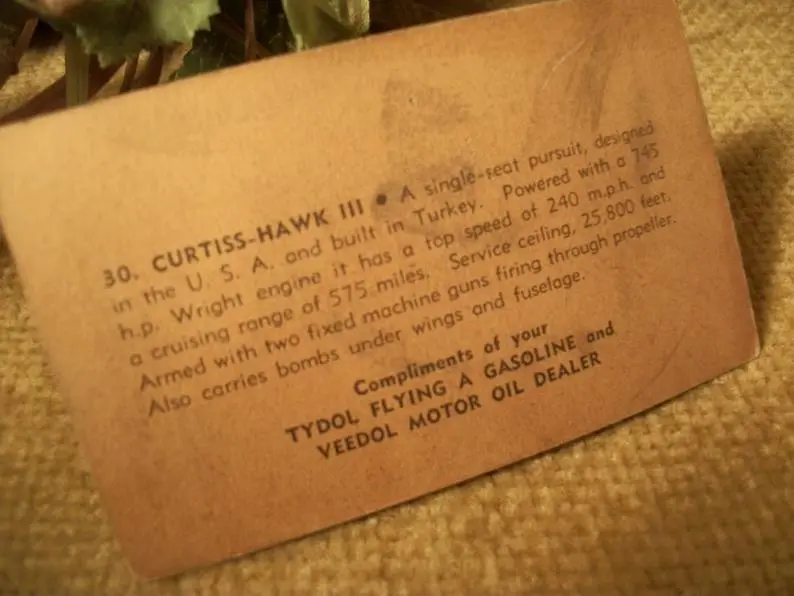 30. CURTISS-HAWK III • A single-seat pursuit, designed
in the U. S. A. and built in Turkey. Powered with a 745
h.p. Wright engine it has a top speed of 240 m.p.h. and
a cruising range of 575 miles. Service ceiling, 25,800 feet.
Armed with two fixed machine guns firing through propeller.
Also carries bombs under wings and fuselage.
Compliments of your
TYDOL FLYING A GASOLINE and
VEEDOL MOTOR OIL DEALER